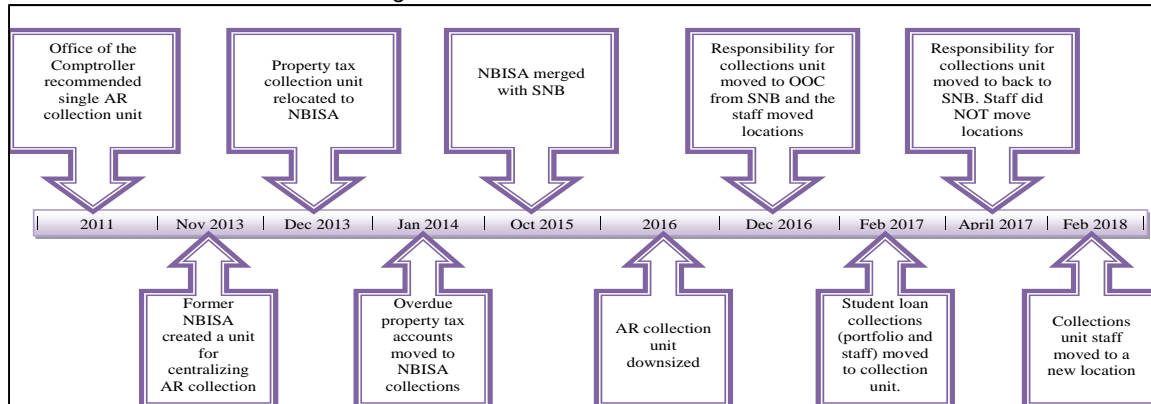 Office of the
Comptroller
recommended
single AR
collection unit
Property tax
collection unit
relocated to
NBISA
NBISA merged
with SNB
Responsibility for
collections unit
moved to OOC
from SNB and the
staff moved
locations
Responsibility for
collections unit
moved to back to
SNB. Staff did
NOT move
locations
2011
Nov 2013
Dec 2013
Jan 2014
Oct 2015
2016
Dec 2016
Feb 2017
April 2017
Feb 2018
Former
NBISA
created a unit
for
centralizing
AR collection
Overdue
property tax
accounts
moved to
NBISA
collections
AR collection
unit
downsized
Student loan
collections
(portfolio and
staff) moved
to collection
unit.
Collections
unit staff
moved to a
new location